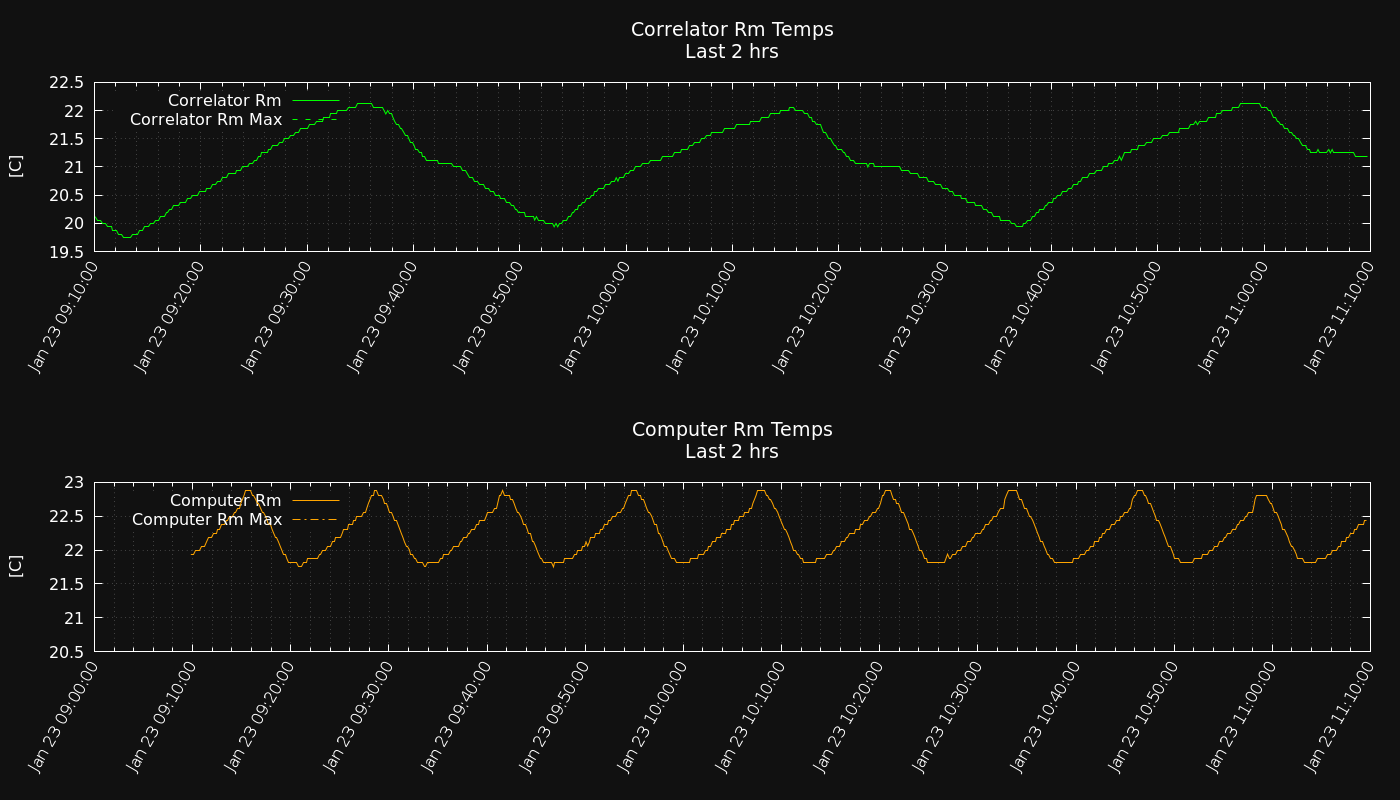 Correlator Rm Temps
Last 2 hrs
22.5
22
21.5
21
20.5
20
19.5
[C]
Correlator Rm
Correlator Rm Max
Jan 23 09:10:00
Jan 23 09:20:00
Jan 23 09:30:00
Jan 23 09:40:00
Jan 23 09:50:00
Jan 23 10:00:00
Jan 23 10:10:00
Jan 23 10:20:00
Jan 23 10:30:00
Jan 23 10:40:00
Jan 23 10:50:00
Jan 23 11:00:00
Jan 23 11:10:00
Computer Rm Temps
Last 2 hrs
23
22.5
22
21.5
21
20.5
[C]
Computer Rm
Computer Rm Max
Jan 23 09:00:00
Jan 23 09:10:00
Jan 23 09:20:00
Jan 23 09:30:00
Jan 23 09:40:00
Jan 23 09:50:00
Jan 23 10:00:00
Jan 23 10:10:00
Jan 23 10:20:00
Jan 23 10:30:00
Jan 23 10:40:00
Jan 23 10:50:00
Jan 23 11:00:00
Jan 23 11:10:00